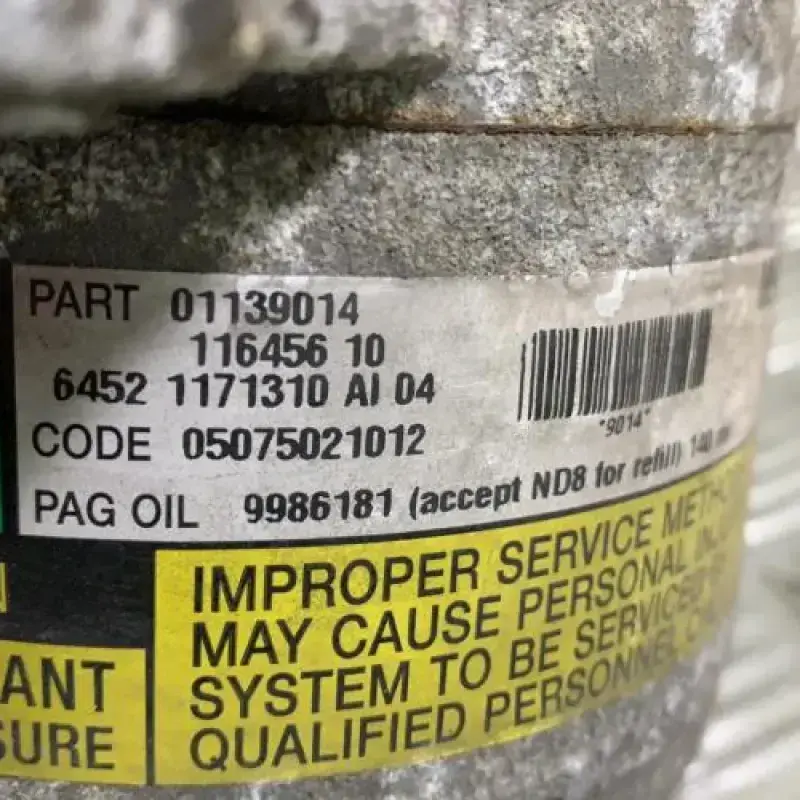 PART 01139014
116456 10
6452 1171310 AI 04
CODE 05075021012
*9014*
PAG OIL 9986181 (accept ND8 for refill) 140
IMPROPER SERVICE
MAY CAUSE PERSONAL
SYSTEM TO BE SERVICED
QUALIFIED PERSONNEL
ANT
SURE